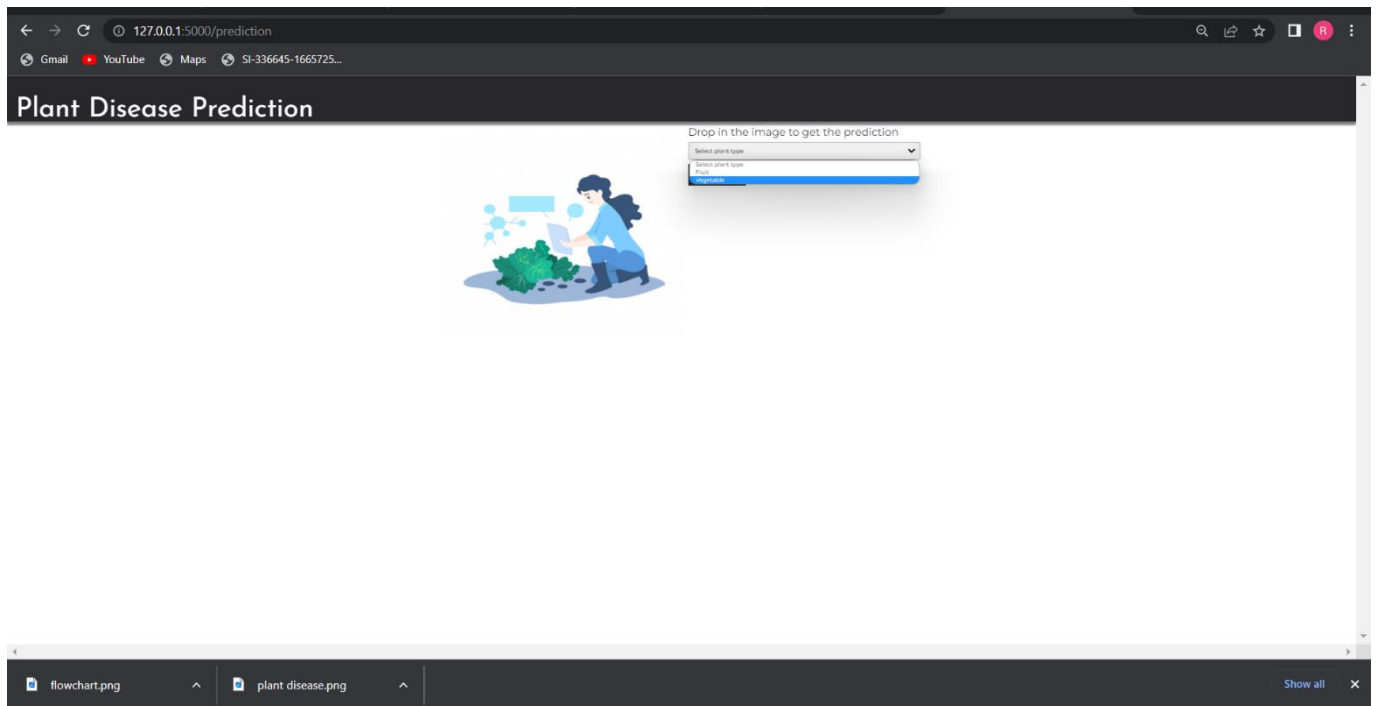 127.0.0.1:5000/prediction
R
Gmail YouTube Maps SI-336645-1665725...
Plant Disease Prediction
Drop in the image to get the prediction
Select plant type
Select plant type
Fruit
Vegetable
flowchart.png plant disease.png Show all